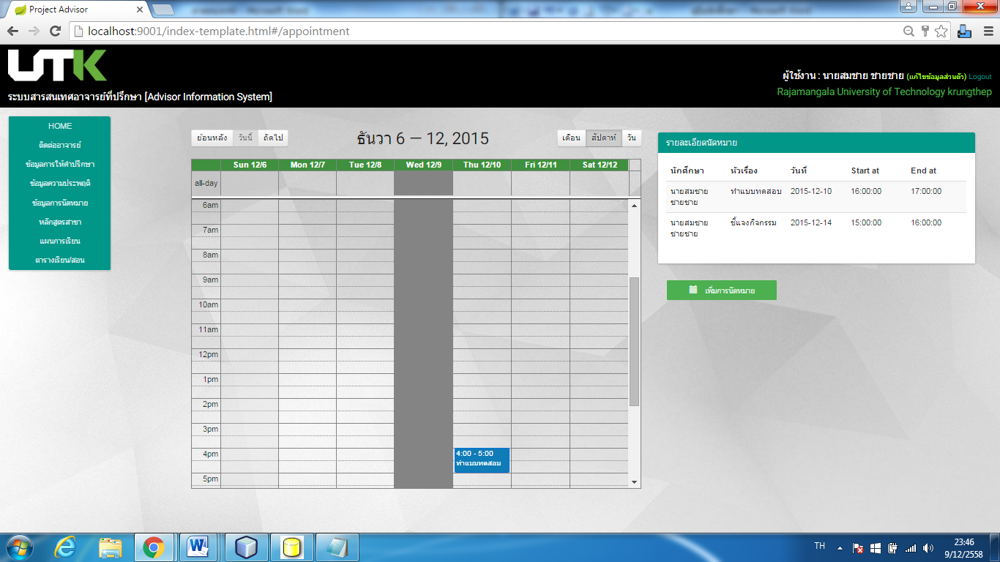 Project Advisor
localhost:9001/index-template.html#/appointment
UTK
ผู้ใช้งาน : นายสมชาย ชายชาย (แก้ไขข้อมูลส่วนตัว) Logout
ระบบสารสนเทศอาจารย์ที่ปรึกษา [Advisor Information System]
Rajamangala University of Technology krungthep
HOME
ติดต่ออาจารย์
ข้อมูลการให้คำปรึกษา
ข้อมูลความประพฤติ
ข้อมูลการนัดหมาย
หลักสูตรสาขา
แผนการเรียน
ตารางเรียน/สอน
ย้อนหลัง วันนี้ ถัดไป
ธันวา 6 — 12, 2015
เดือน สัปดาห์ วัน
Sun 12/6 Mon 12/7 Tue 12/8 Wed 12/9 Thu 12/10 Fri 12/11 Sat 12/12
all-day
6am
7am
8am
9am
10am
11am
12pm
1pm
2pm
3pm
4pm
4:00 - 5:00
ทำแบบทดสอบ
5pm
รายละเอียดนัดหมาย
นักศึกษา หัวเรื่อง วันที่ Start at End at
นายสมชาย ทำแบบทดสอบ 2015-12-10 16:00:00 17:00:00
ชายชาย
นายสมชาย ชี้แจงกิจกรรม 2015-12-14 15:00:00 16:00:00
ชายชาย
เพิ่มการนัดหมาย
TH
23:46
9/12/2558